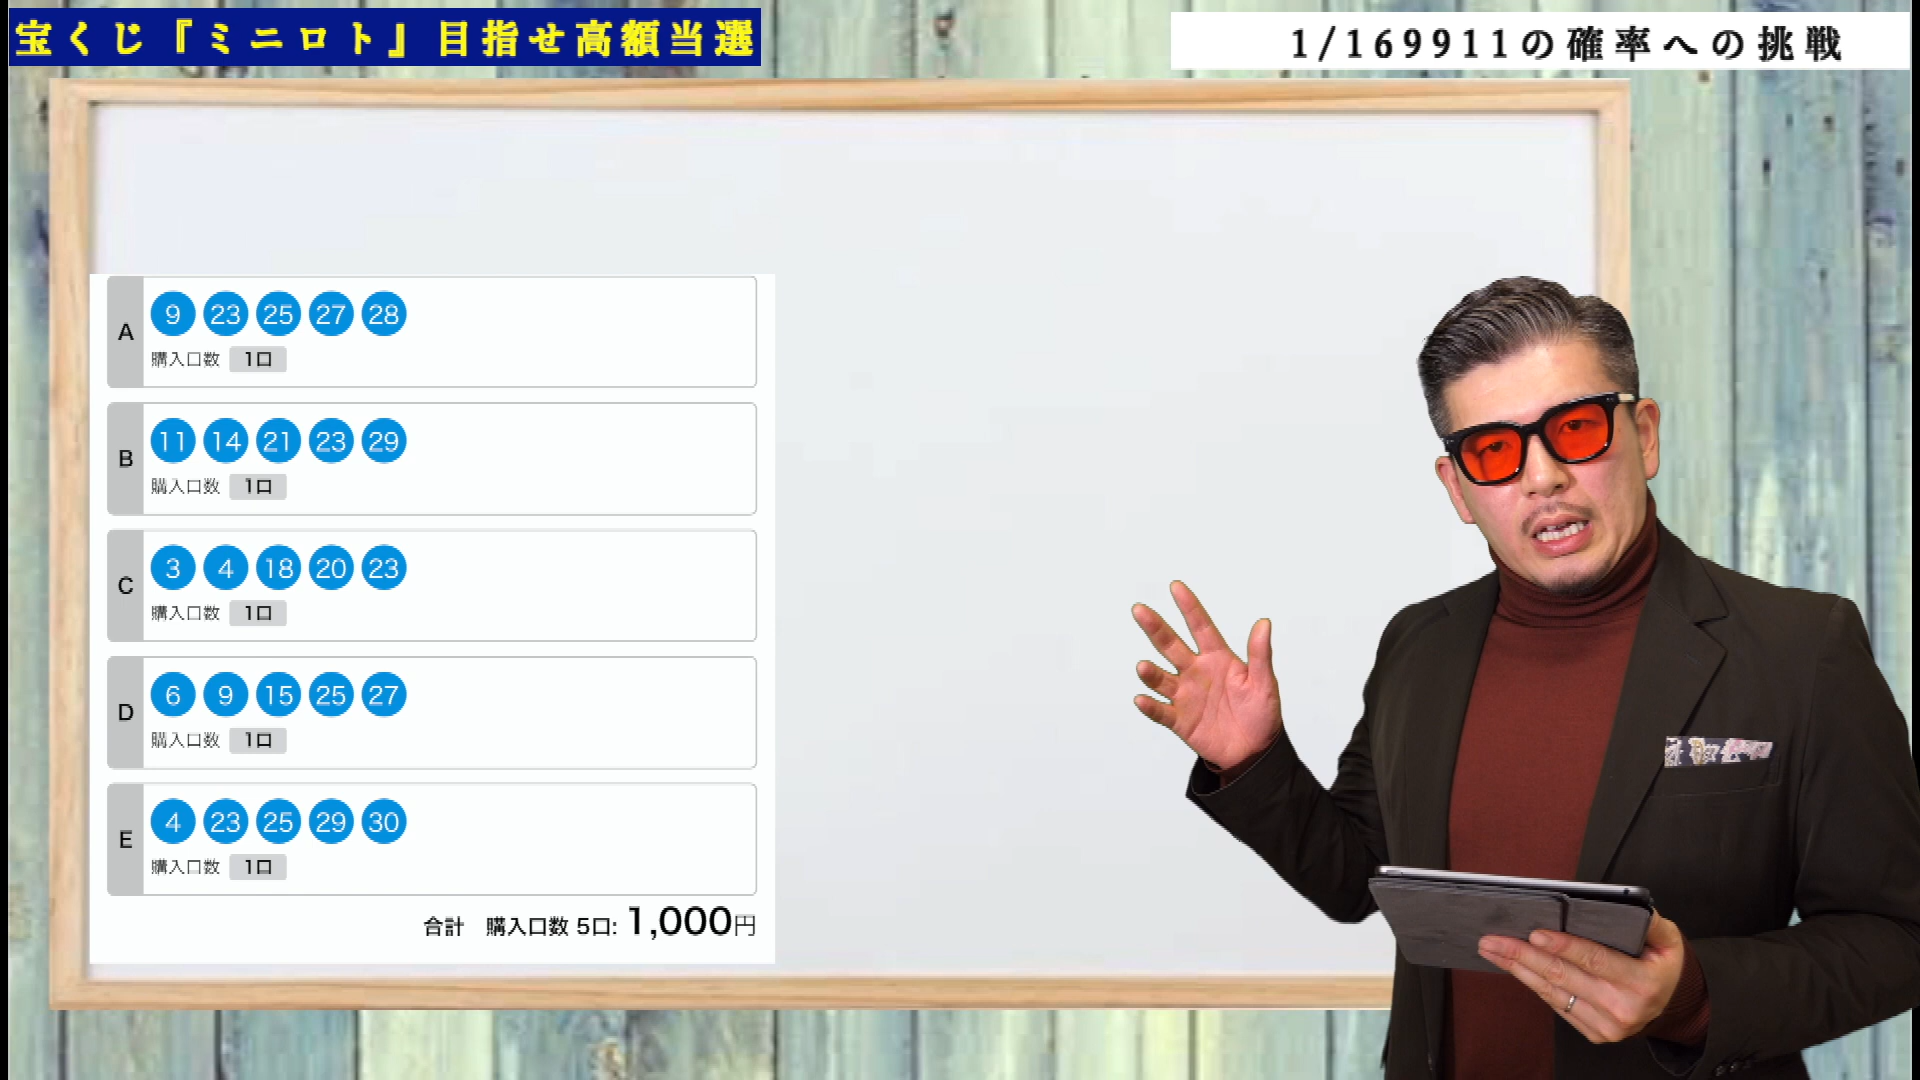 宝くじ『ミニロト』目指せ高額当選
1/169911の確率への挑戦
A
9 23 25 27 28
購入口数 1口
B
11 14 21 23 29
購入口数 1口
C
3 4 18 20 23
購入口数 1口
D
6 9 15 25 27
購入口数 1口
E
4 23 25 29 30
購入口数 1口
合計 購入口数 5口: 1,000円